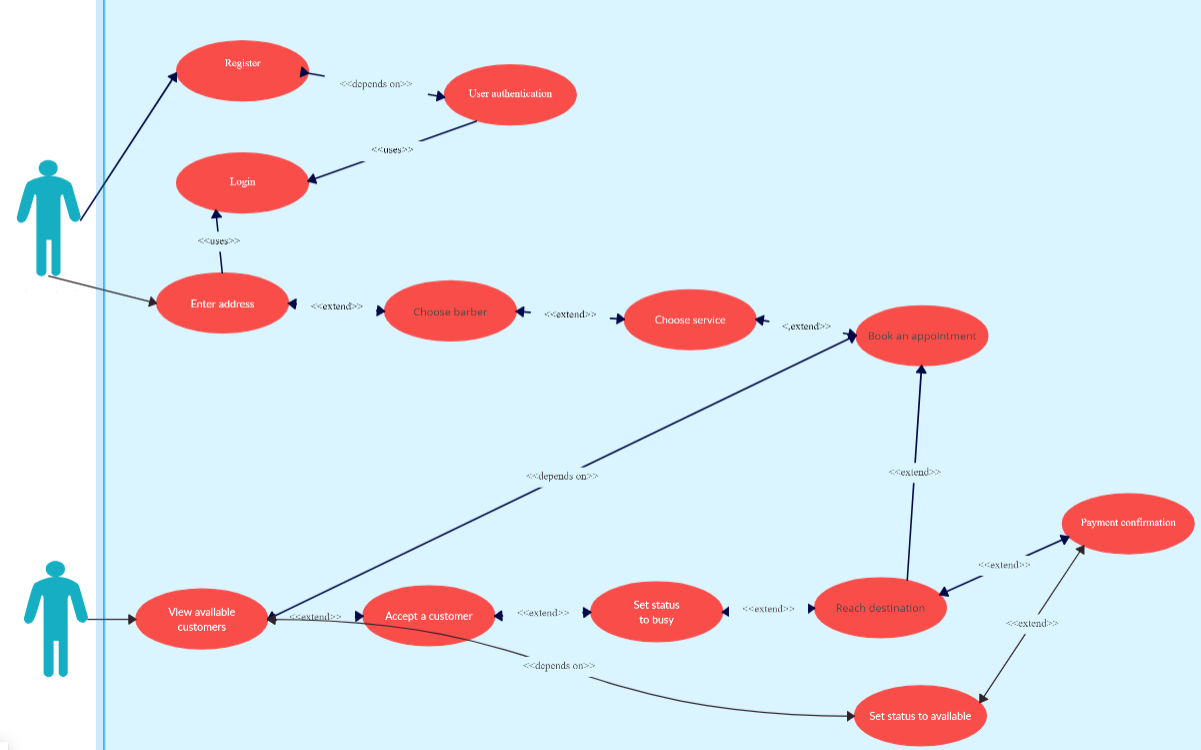 Register
<<depends on>>
User authentication
<<uses>>
Login
<<uses>>
Enter address
<<extend>>
Choose barber
<<extend>>
Choose service
<,extend>>
Book an appointment
<<depends on>>
<<extend>>
Payment confirmation
<<extend>>
View available
customers
<<extend>>
Accept a customer
<<extend>>
Set status
to busy
<<extend>>
Reach destination
<<extend>>
<<depends on>>
Set status to available